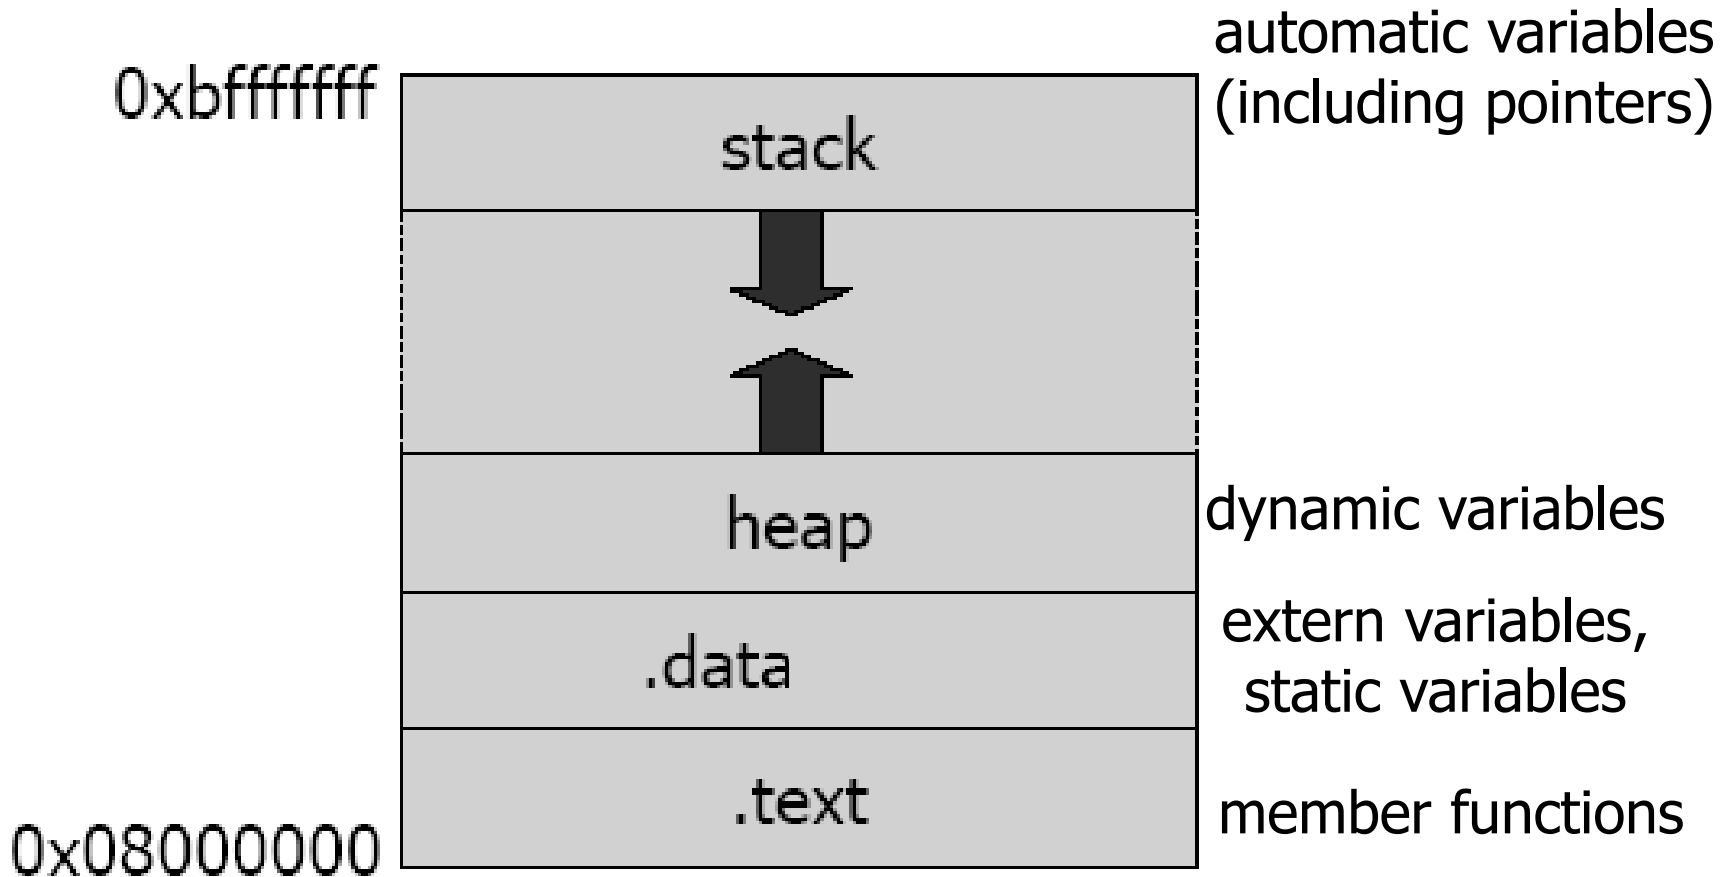 automatic variables
(including pointers)
0xbfffffff
stack
heap
dynamic variables
.data
extern variables,
static variables
.text
member functions
0x08000000